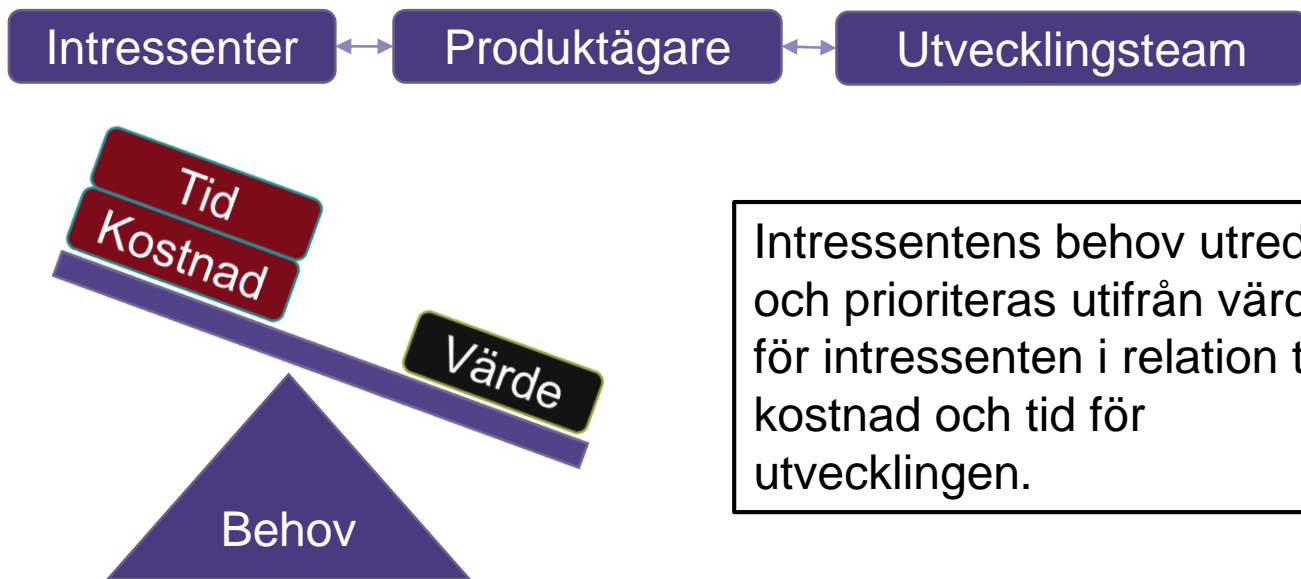 Intressenter
Produktägare
Utvecklingsteam
Tid
Kostnad
Värde
Behov
Intressentens behov utred
och prioriteras utifrån
för intressenten i relation
kostnad och tid för
utvecklingen.